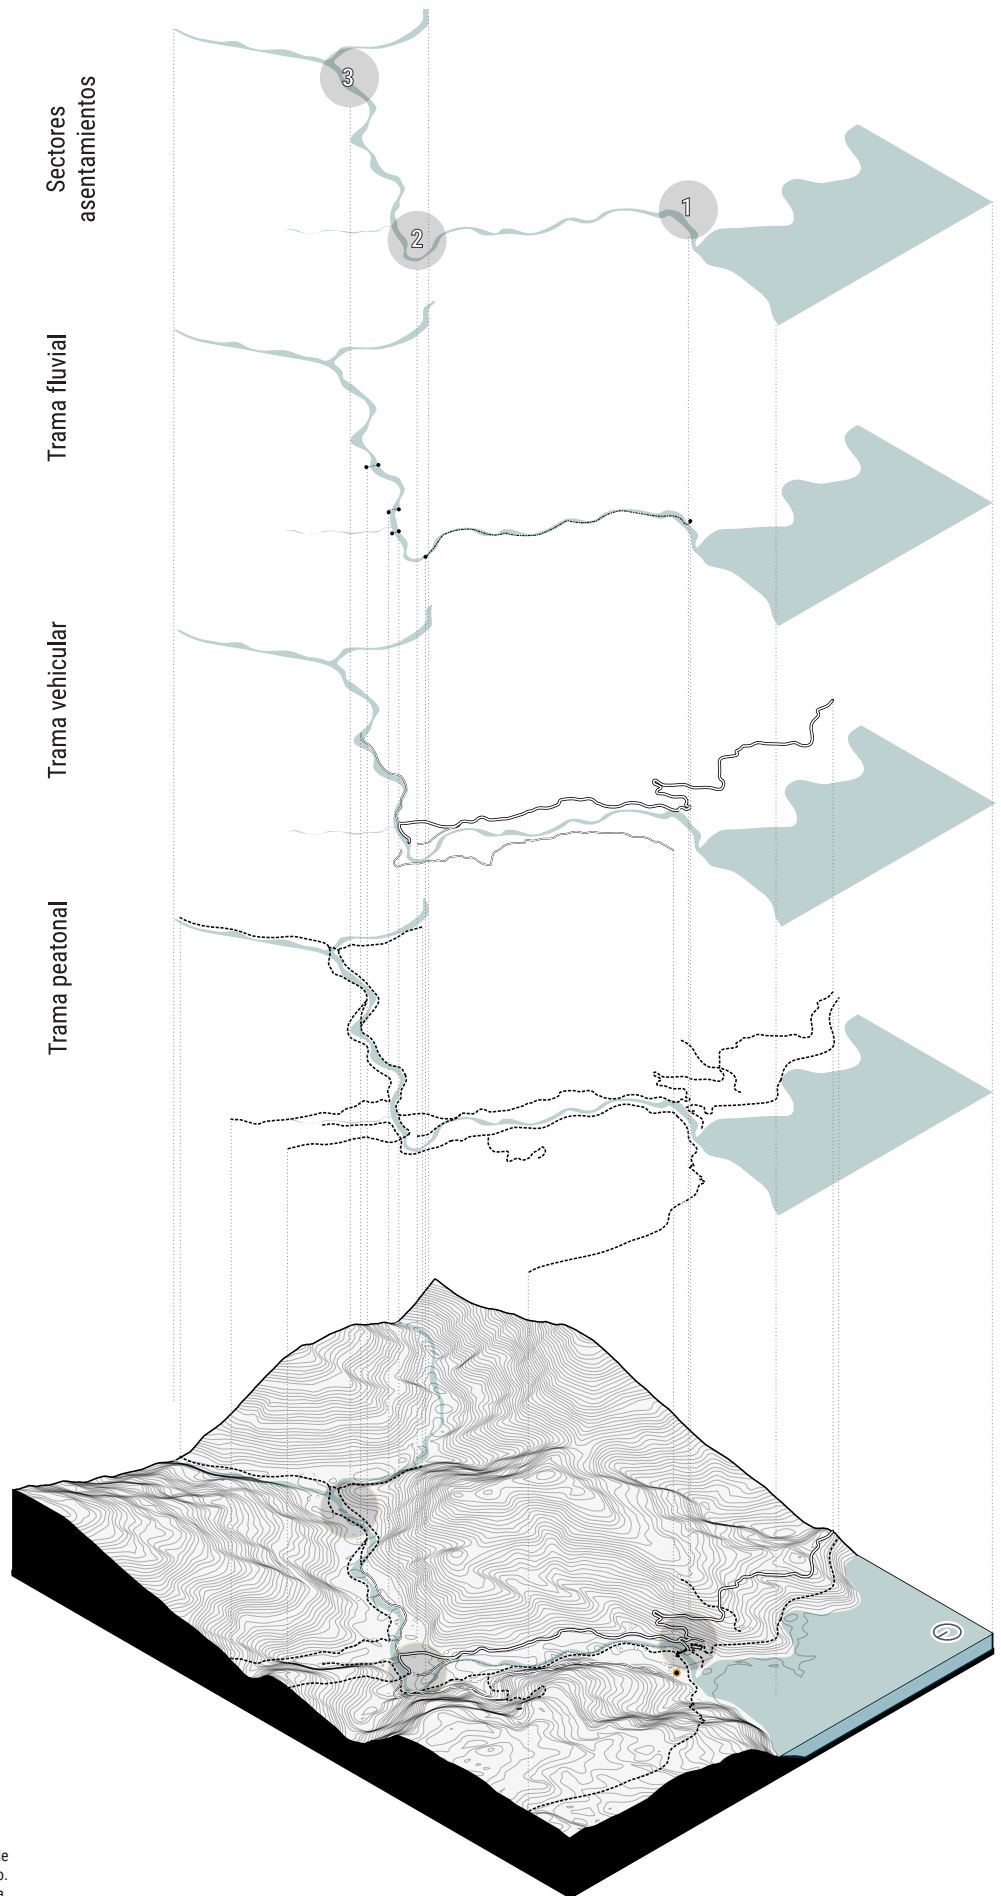 Sectores
asentamientos
3
1
2
Trama fluvial
Trama vehicular
Trama peatonal